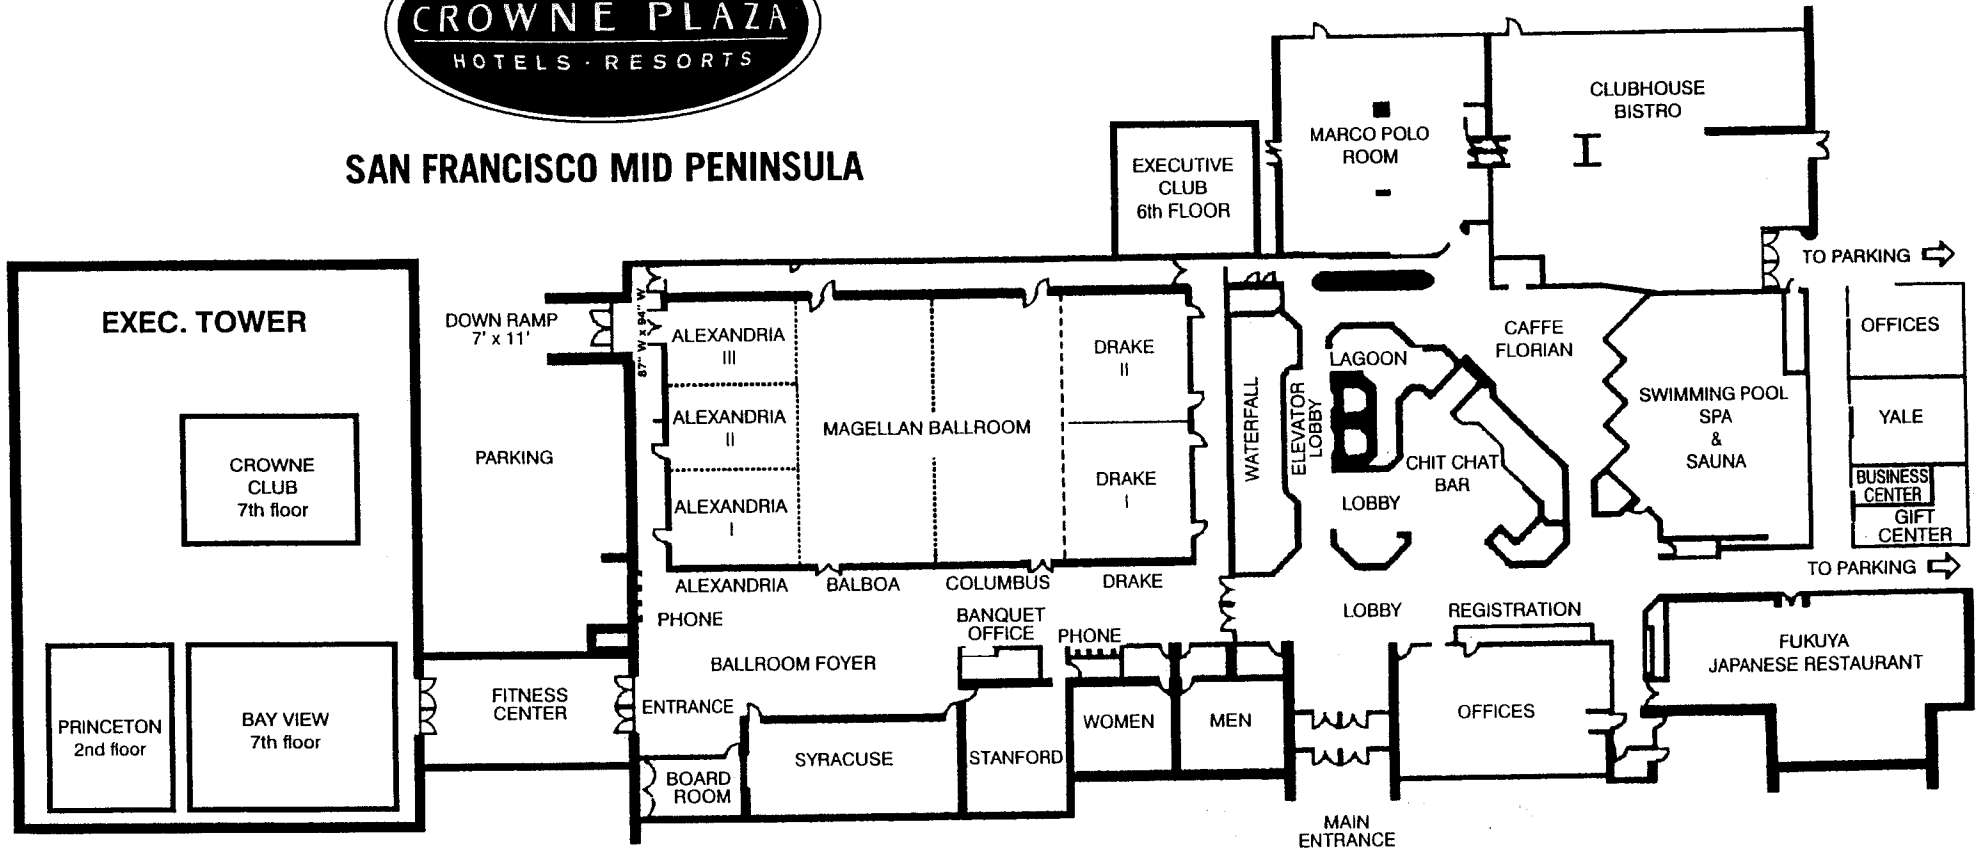 CROWNE PLAZA
HOTELS · RESORTS
SAN FRANCISCO MID PENINSULA
CLUBHOUSE
BISTRO
MARCO POLO
ROOM
EXECUTIVE
CLUB
6th FLOOR
TO PARKING
EXEC. TOWER
DOWN RAMP
7' x 11'
87" W x 94" W
ALEXANDRIA
III
DRAKE
II
CAFFE
FLORIAN
OFFICES
LAGOON
WATERFALL
ELEVATOR
LOBBY
SWIMMING POOL
SPA
&
SAUNA
YALE
ALEXANDRIA
II
MAGELLAN BALLROOM
PARKING
CROWNE
CLUB
7th floor
DRAKE
I
CHIT CHAT
BAR
BUSINESS
CENTER
GIFT
CENTER
ALEXANDRIA
I
LOBBY
TO PARKING
ALEXANDRIA
BALBOA
COLUMBUS
DRAKE
PHONE
BANQUET
OFFICE
PHONE
LOBBY
REGISTRATION
FUKUYA
JAPANESE RESTAURANT
BALLROOM FOYER
FITNESS
CENTER
ENTRANCE
PRINCETON
2nd floor
BAY VIEW
7th floor
WOMEN
MEN
OFFICES
SYRACUSE
STANFORD
BOARD
ROOM
MAIN
ENTRANCE